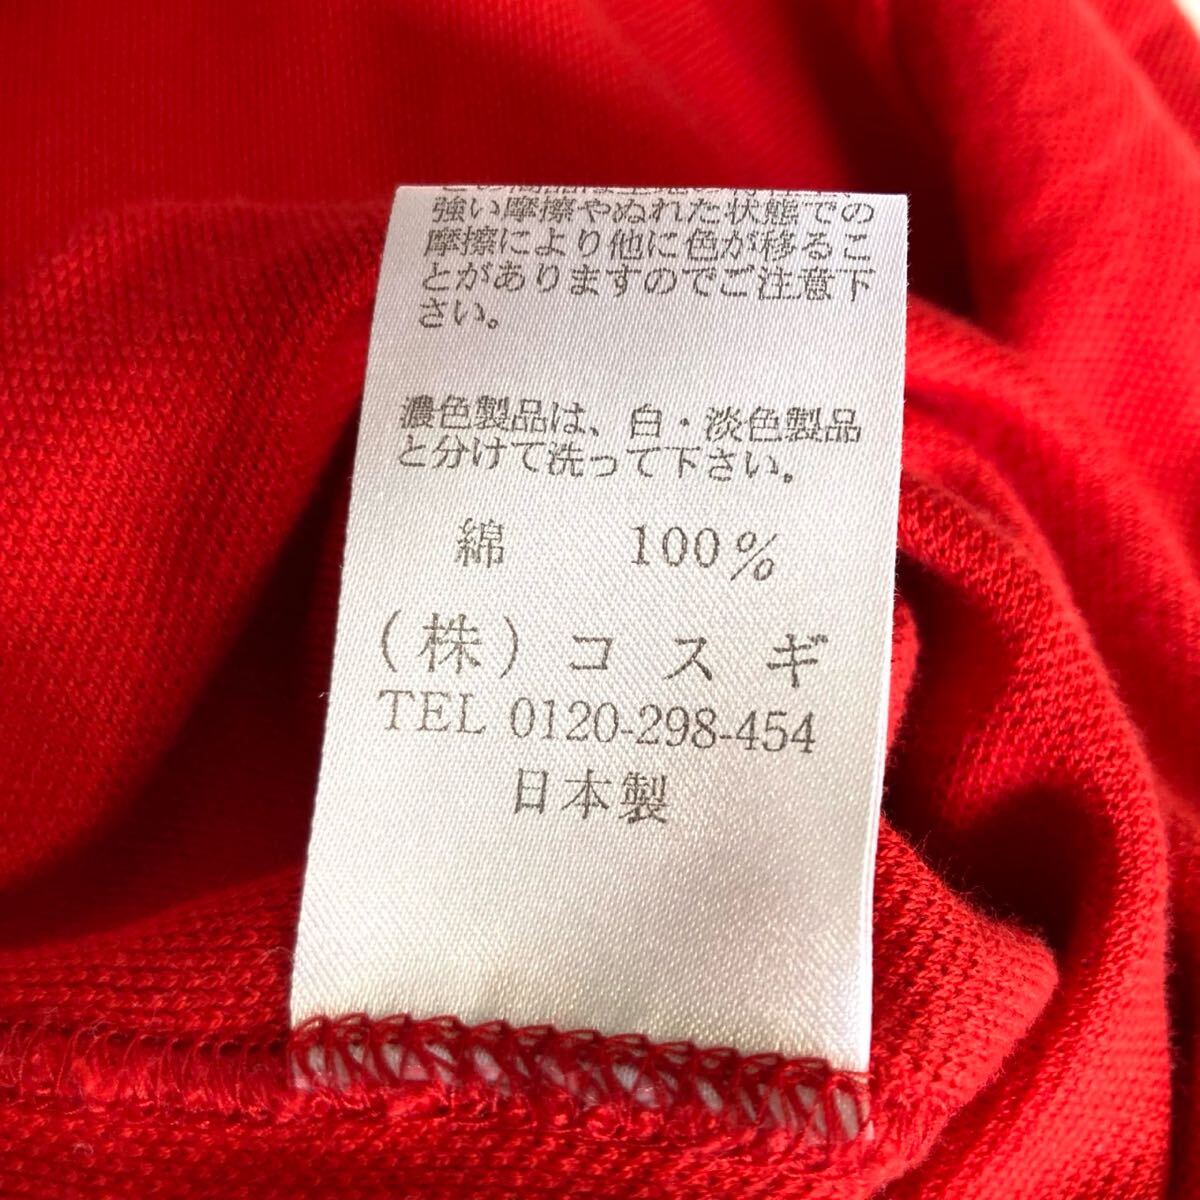 強い摩擦やぬれた状態での
摩擦により他に色が移るこ
とがありますのでご注意下
さい。
濃色製品は、白・淡色製品
と分けて洗って下さい。
綿 100%
(株) コスギ
TEL 0120-298-454
日本製